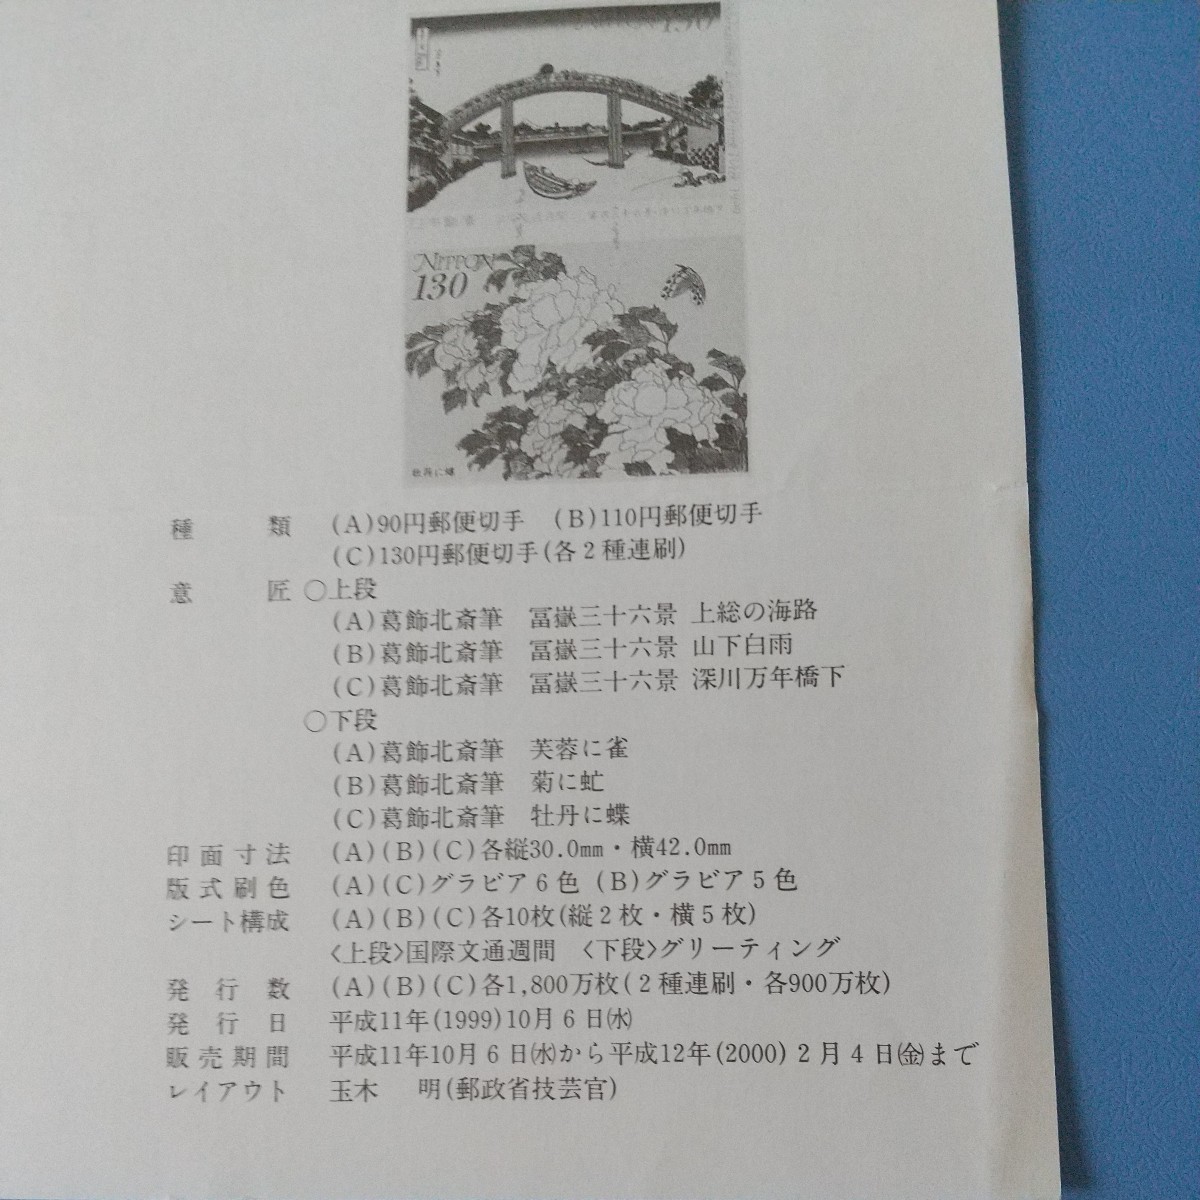 130
NIPPON
130
牡丹に蝶
種類 (A)90円郵便切手 (B)110円郵便切手
(C)130円郵便切手(各2種連刷)
意匠 ○上段
(A)葛飾北斎筆 冨嶽三十六景 上総の海路
(B)葛飾北斎筆 冨嶽三十六景 山下白雨
(C)葛飾北斎筆 冨嶽三十六景 深川万年橋下
○下段
(A)葛飾北斎筆 芙蓉に雀
(B)葛飾北斎筆 菊に虻
(C)葛飾北斎筆 牡丹に蝶
印面寸法 (A)(B)(C)各縦30.0㎜・横42.0㎜
版式刷色 (A)(C)グラビア6色 (B)グラビア5色
シート構成 (A)(B)(C)各10枚(縦2枚・横5枚)
〈上段〉国際文通週間 〈下段〉グリーティング
発行数 (A)(B)(C)各1,800万枚(2種連刷・各900万枚)
発行日 平成11年(1999)10月6日㈬
販売期間 平成11年10月6日㈬から平成12年(2000)2月4日㈮まで
レイアウト 玉木 明(郵政省技芸官)